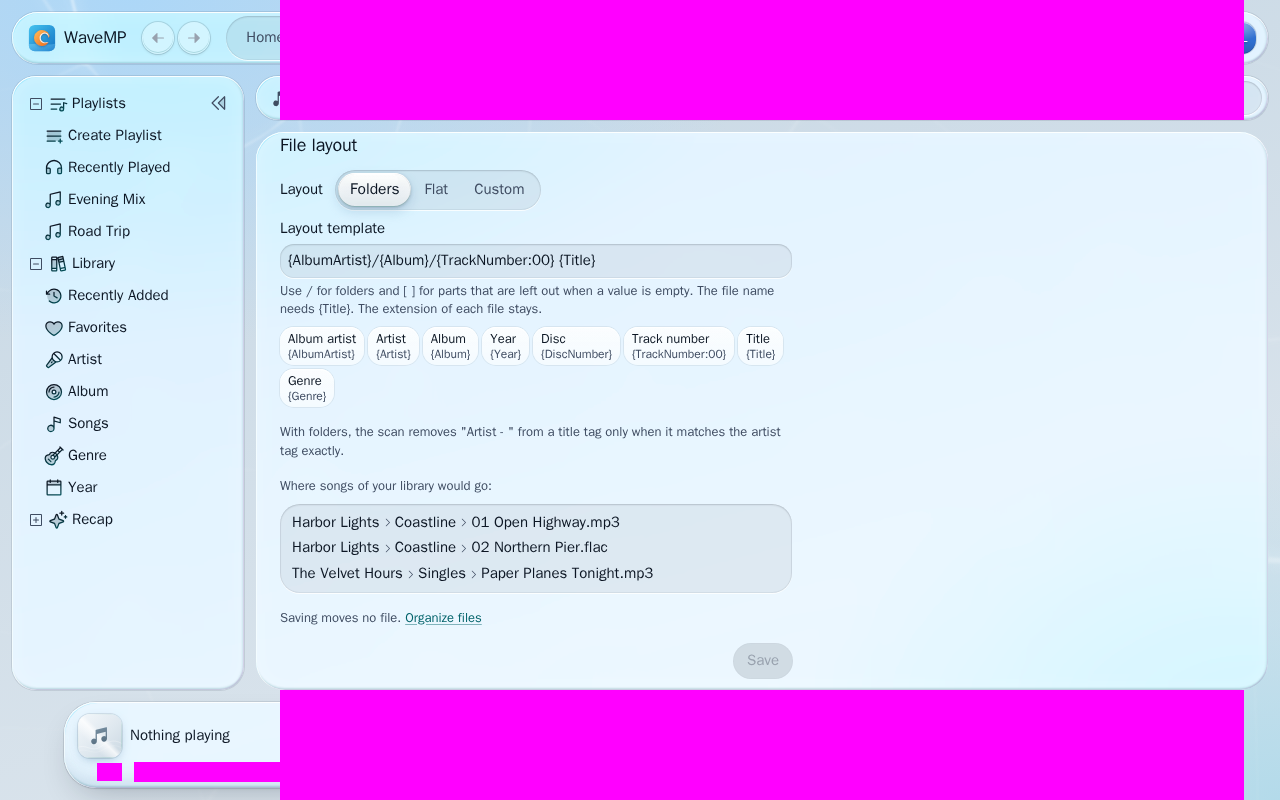 WaveMP
Home
Playlists
Create Playlist
Recently Played
Evening Mix
Road Trip
Library
Recently Added
Favorites
Artist
Album
Songs
Genre
Year
Recap
File layout
Layout Folders Flat Custom
Layout template
{AlbumArtist}/{Album}/{TrackNumber:00} {Title}
Use / for folders and [ ] for parts that are left out when a value is empty. The file name
needs {Title}. The extension of each file stays.
Album artist Artist Album Year Disc Track number Title
{AlbumArtist} {Artist} {Album} {Year} {DiscNumber} {TrackNumber:00} {Title}
Genre
{Genre}
With folders, the scan removes "Artist - " from a title tag only when it matches the artist
tag exactly.
Where songs of your library would go:
Harbor Lights › Coastline › 01 Open Highway.mp3
Harbor Lights › Coastline › 02 Northern Pier.flac
The Velvet Hours › Singles › Paper Planes Tonight.mp3
Saving moves no file. Organize files
Save
Nothing playing